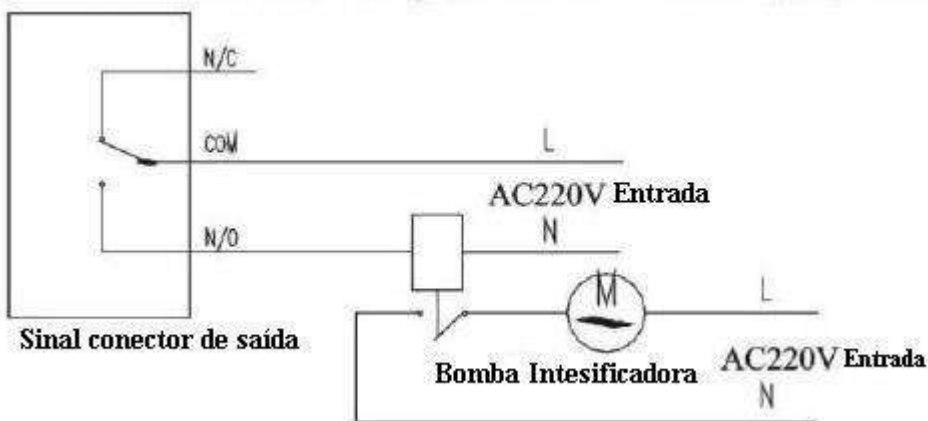 N/C
COM
L
AC220V Entrada
N/O
N
M
L
Sinal conector de saída
Bomba Intesificadora
AC220V Entrada
N